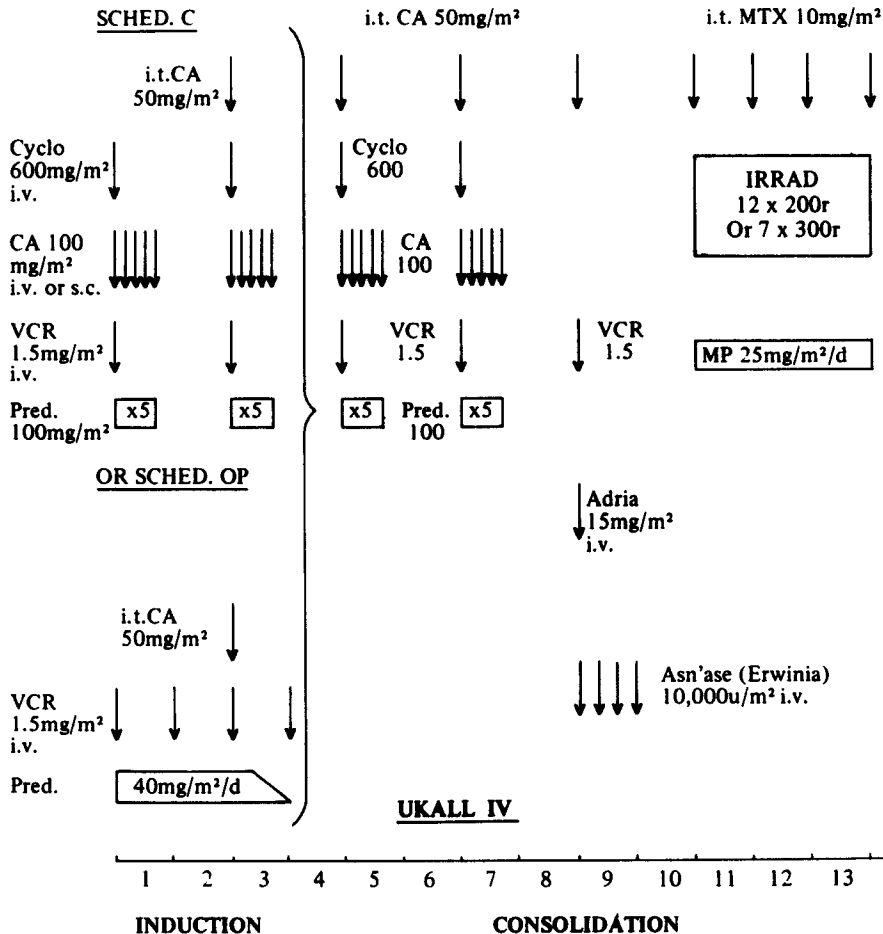 SCHED. C
i.t. CA 50mg/m²
i.t. MTX 10mg/m²
i.t.CA
50mg/m²
Cyclo
600mg/m²
i.v.
Cyclo
600
IRRAD
12 x 200r
Or 7 x 300r
CA 100
mg/m²
i.v. or s.c.
CA
100
VCR
1.5mg/m²
i.v.
VCR
1.5
VCR
1.5
MP 25mg/m²/d
Pred.
100mg/m²
x5
x5
x5
Pred.
100
x5
OR SCHED. OP
Adria
15mg/m²
i.v.
i.t.CA
50mg/m²
Asn'ase (Erwinia)
10,000u/m² i.v.
VCR
1.5mg/m²
i.v.
Pred.
40mg/m²/d
UKALL IV
1 2 3 4 5 6 7 8 9 10 11 12 13
INDUCTION
CONSOLIDATION